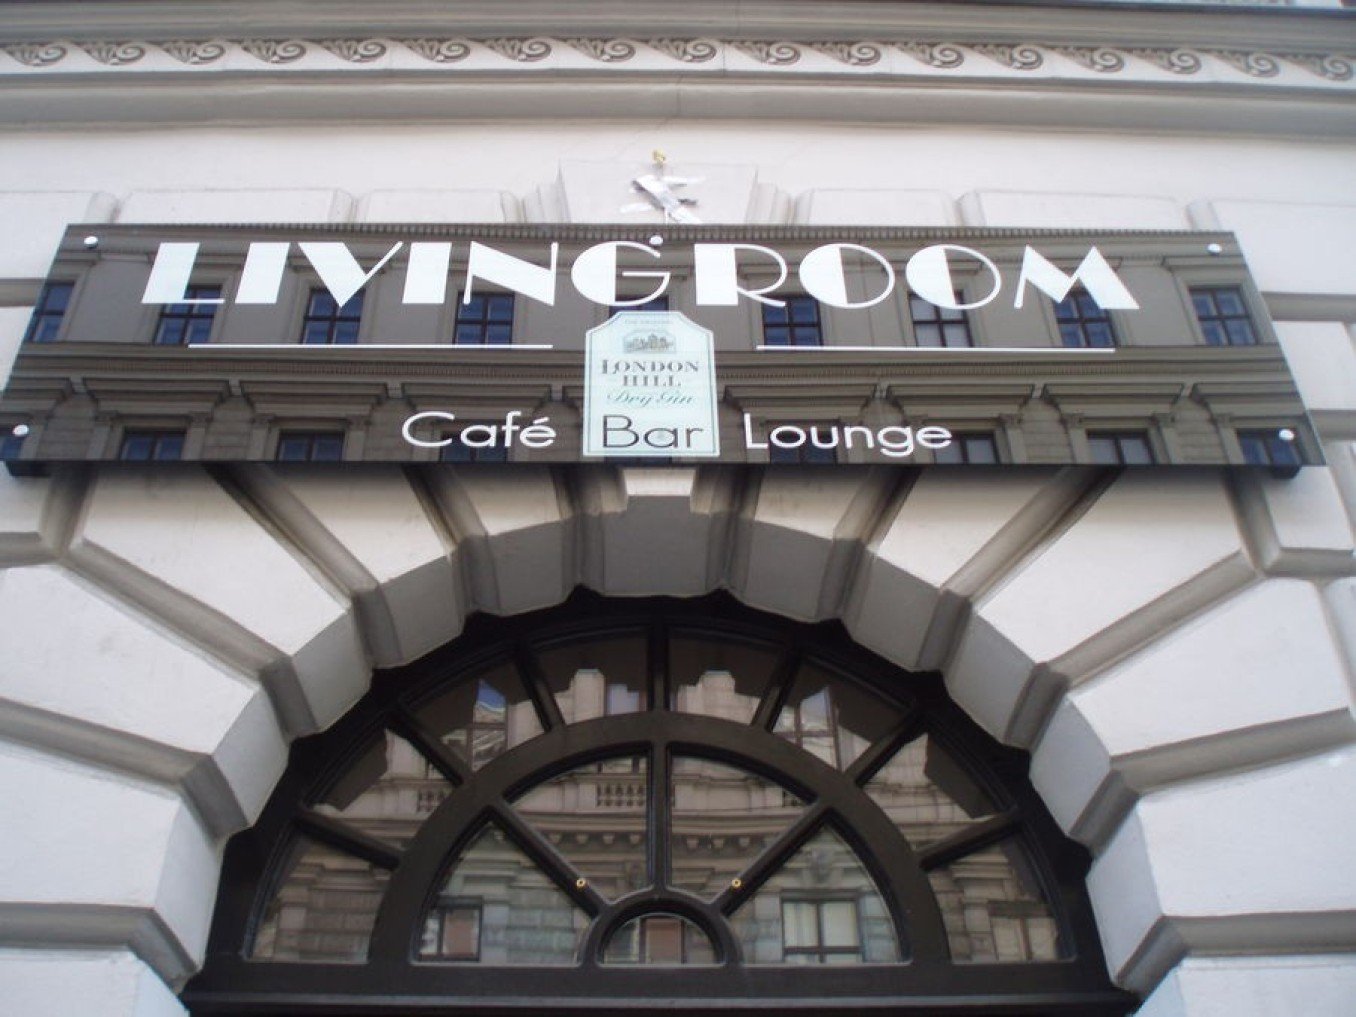 LIVINGROOM
LONDON
HILL
Dry Gin
Café Bar Lounge